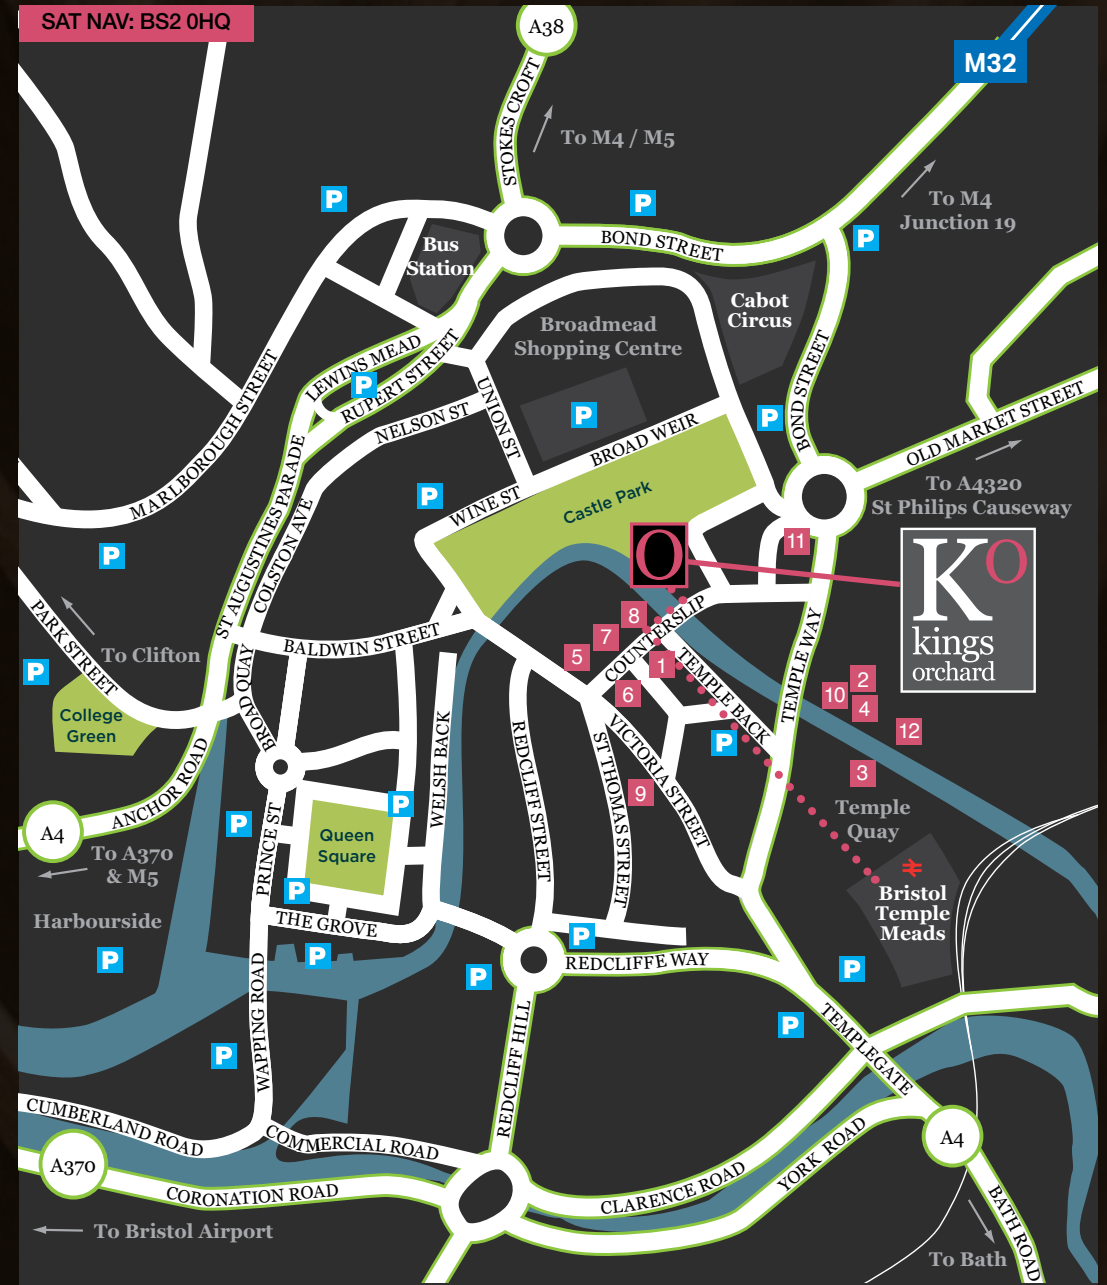 SAT NAV: BS2 0HQ
A38
M32
STOKES CROFT
To M4 / M5
To M4
Junction 19
P
P
P
BOND STREET
Bus
Station
Cabot
Circus
Broadmead
Shopping Centre
LEWINS MEAD
P
RUPERT STREET
NELSON ST
UNION ST
P
BROAD WEIR
P
BOND STREET
OLD MARKET STREET
MARLBOROUGH STREET
To A4320
St Philips Causeway
WINE ST
P
Castle Park
ST AUGUSTINES PARADE
COLSTON AVE
P
11
O
KO
kings
orchard
PARK STREET
To Clifton
P
BALDWIN STREET
8
7
5
COUNTERSLIP
1
6
TEMPLE BACK
TEMPLE WAY
2
10
4
12
3
College
Green
BROAD QUAY
P
WELSH BACK
REDCLIFF STREET
ST THOMAS STREET
VICTORIA STREET
9
Temple
Quay
ANCHOR ROAD
A4
To A370
& M5
P
PRINCE ST
P
Queen
Square
P
Bristol
Temple
Meads
Harbourside
P
THE GROVE
P
P
P
REDCLIFFE WAY
P
P
P
WAPPING ROAD
REDCLIFF HILL
TEMPLEGATE
CUMBERLAND ROAD
COMMERCIAL ROAD
A4
A370
CORONATION ROAD
CLARENCE ROAD
YORK ROAD
BATH ROAD
To Bristol Airport
To Bath